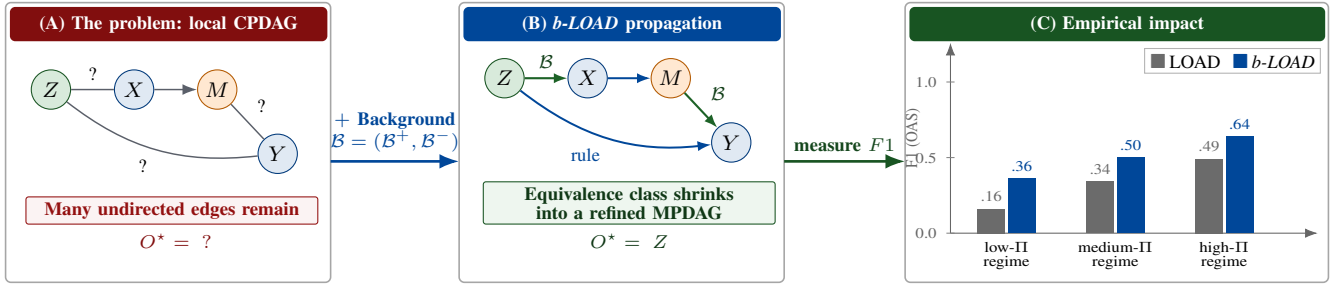 (A) The problem: local CPDAG
Z
?
X
M
?
Y
?
Many undirected edges remain
O⋆ = ?
+ Background
B = (B⁺, B⁻)
(B) b-LOAD propagation
Z
B
X
M
B
Y
rule
Equivalence class shrinks
into a refined MPDAG
O⋆ = Z
measure F1
(C) Empirical impact
LOAD
b-LOAD
F1 (OAS)
1.0
0.5
0.0
.16
.36
.34
.50
.49
.64
low-Π
regime
medium-Π
regime
high-Π
regime